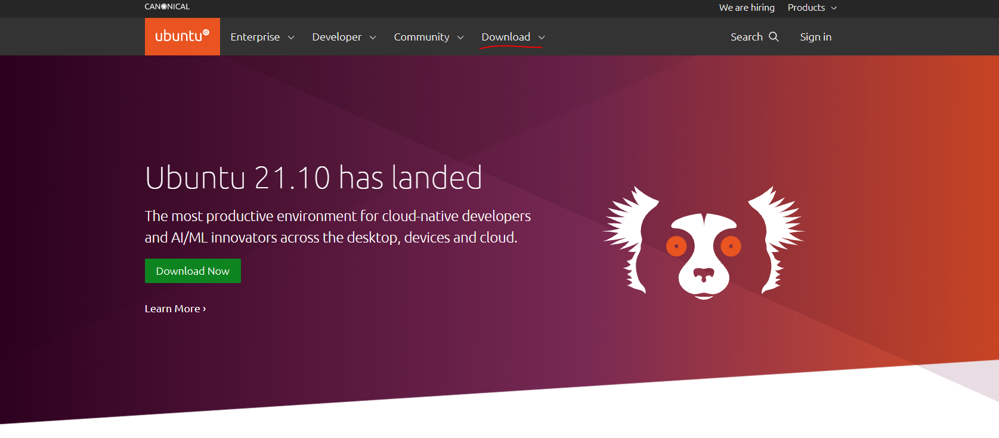 CANONICAL
We are hiring Products
ubuntu Enterprise Developer Community Download Search Sign in
Ubuntu 21.10 has landed
The most productive environment for cloud-native developers
and AI/ML innovators across the desktop, devices and cloud.
Download Now
Learn More ›